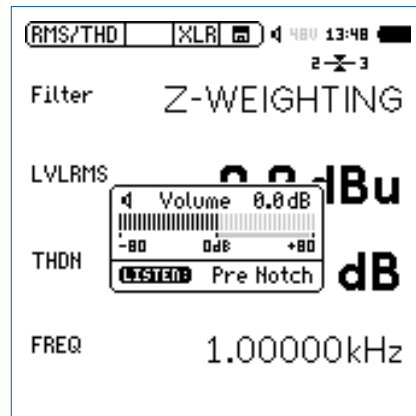 RMS/THD XLR 48V 13:48
2 3
Filter Z-WEIGHTING
LVLRMS dBu
Volume 0.0dB
-80 0dB +80
THDN dB
LISTEN: Pre Notch
FREQ 1.00000kHz